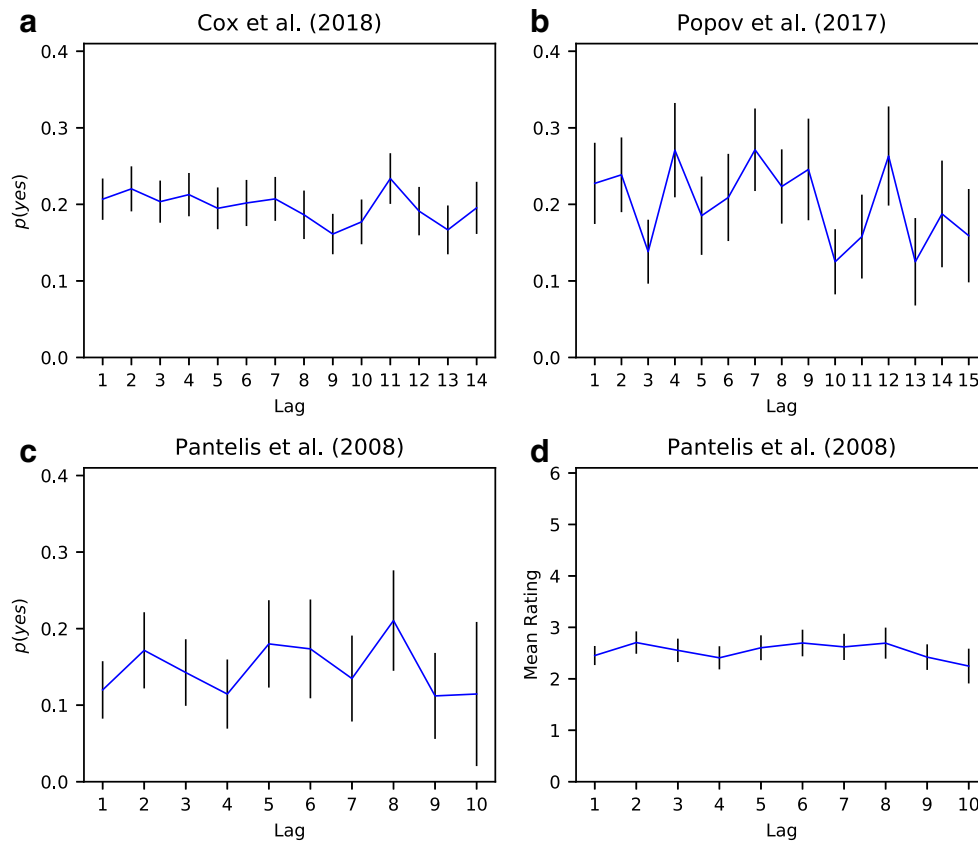 a
Cox et al. (2018)
0.4
0.3
0.2
0.1
0.0
p(yes)
1 2 3 4 5 6 7 8 9 10 11 12 13 14
Lag
b
Popov et al. (2017)
0.4
0.3
0.2
0.1
0.0
1 2 3 4 5 6 7 8 9 10 11 12 13 14 15
Lag
c
Pantelis et al. (2008)
0.4
0.3
0.2
0.1
0.0
p(yes)
1 2 3 4 5 6 7 8 9 10
Lag
d
Pantelis et al. (2008)
6
5
4
3
2
1
0
Mean Rating
1 2 3 4 5 6 7 8 9 10
Lag